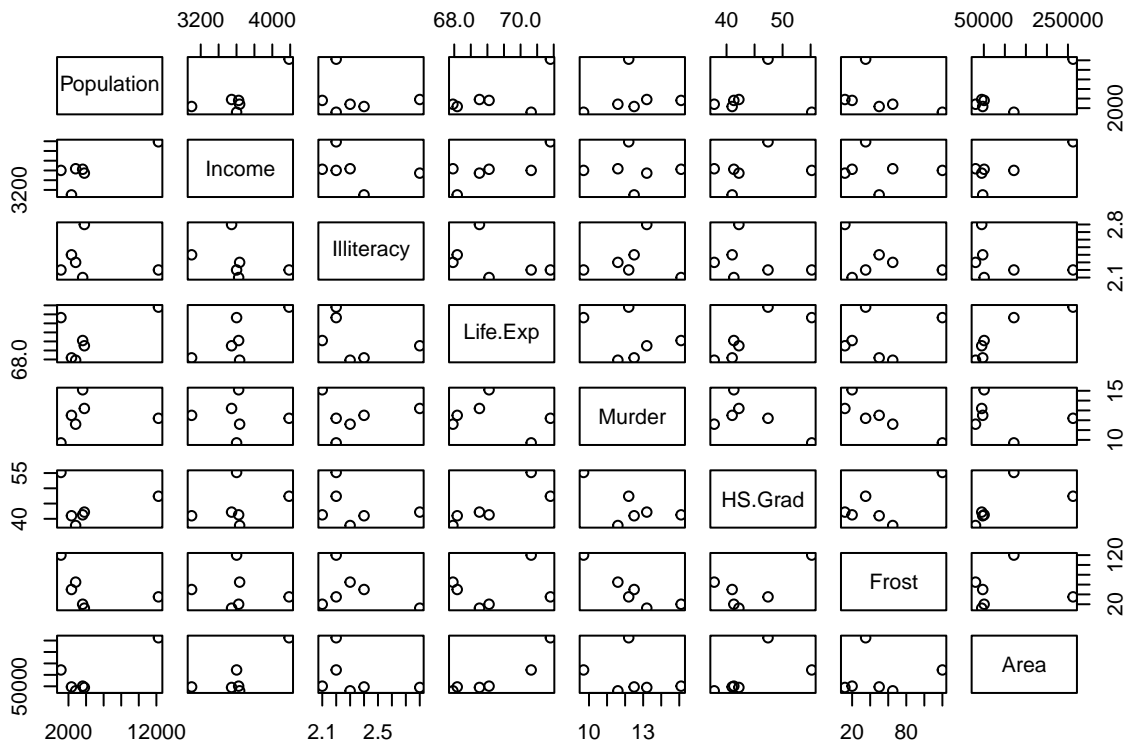 3200 4000 68.0 70.0 40 50 50000 250000
Population
2000
Income
3200
Illiteracy
2.1 2.8
Life.Exp
68.0
Murder
10 15
HS.Grad
40 55
Frost
20 120
Area
50000
2000 12000 2.1 2.5 10 13 20 80